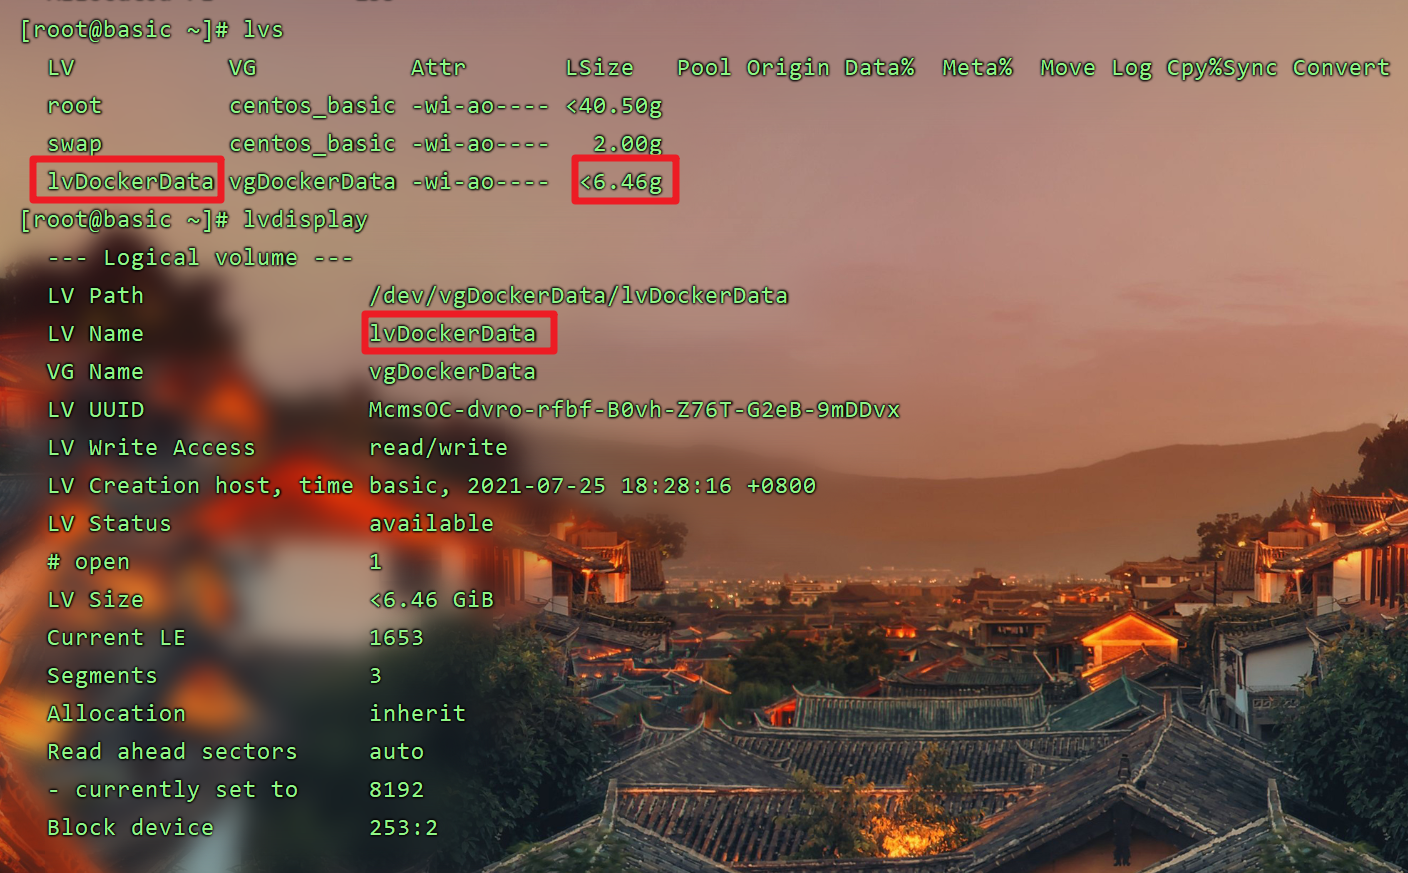 [root@basic ~]# lvs
LV VG Attr LSize Pool Origin Data% Meta% Move Log Cpy%Sync Convert
root centos_basic -wi-ao---- <40.50g
swap centos_basic -wi-ao---- 2.00g
lvDockerData vgDockerData -wi-ao---- <6.46g
[root@basic ~]# lvdisplay
--- Logical volume ---
LV Path /dev/vgDockerData/lvDockerData
LV Name lvDockerData
VG Name vgDockerData
LV UUID McmsOC-dvro-rfbf-B0vh-Z76T-G2eB-9mDDvx
LV Write Access read/write
LV Creation host, time basic, 2021-07-25 18:28:16 +0800
LV Status available
# open 1
LV Size <6.46 GiB
Current LE 1653
Segments 3
Allocation inherit
Read ahead sectors auto
- currently set to 8192
Block device 253:2